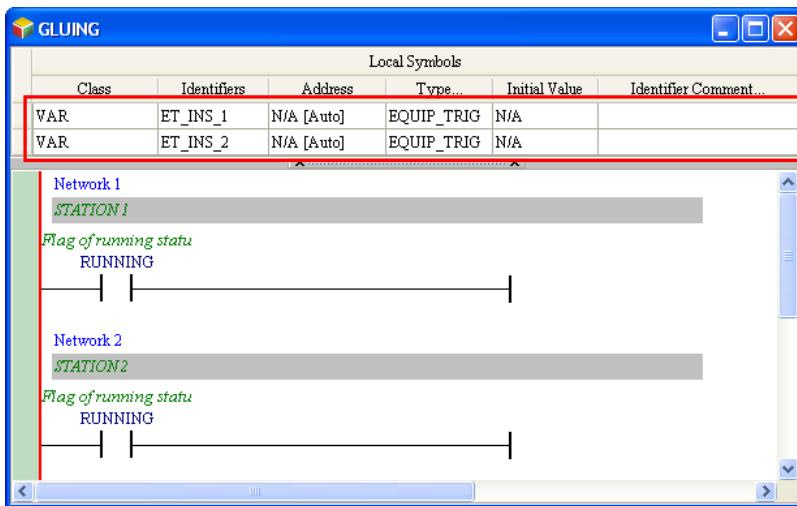 GLUING
Local Symbols
Class Identifiers Address Type... Initial Value Identifier Comment...
VAR ET_INS_1 N/A [Auto] EQUIP_TRIG N/A
VAR ET_INS_2 N/A [Auto] EQUIP_TRIG N/A
Network 1
STATION 1
Flag of running statu
RUNNING
Network 2
STATION 2
Flag of running statu
RUNNING